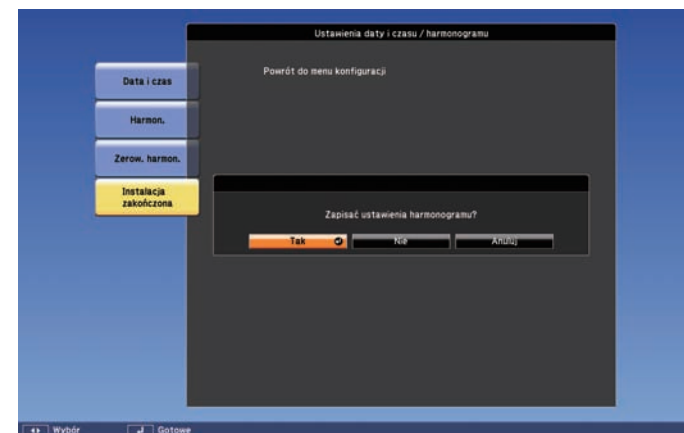 Ustawienia daty i czasu / harmonogramu
Powrót do menu konfiguracji
Data i czas
Harmon.
Zerow. harmon.
Instalacja
zakończona
Zapisać ustawienia harmonogramu?
Tak Nie Anuluj
Wybór Gotowe